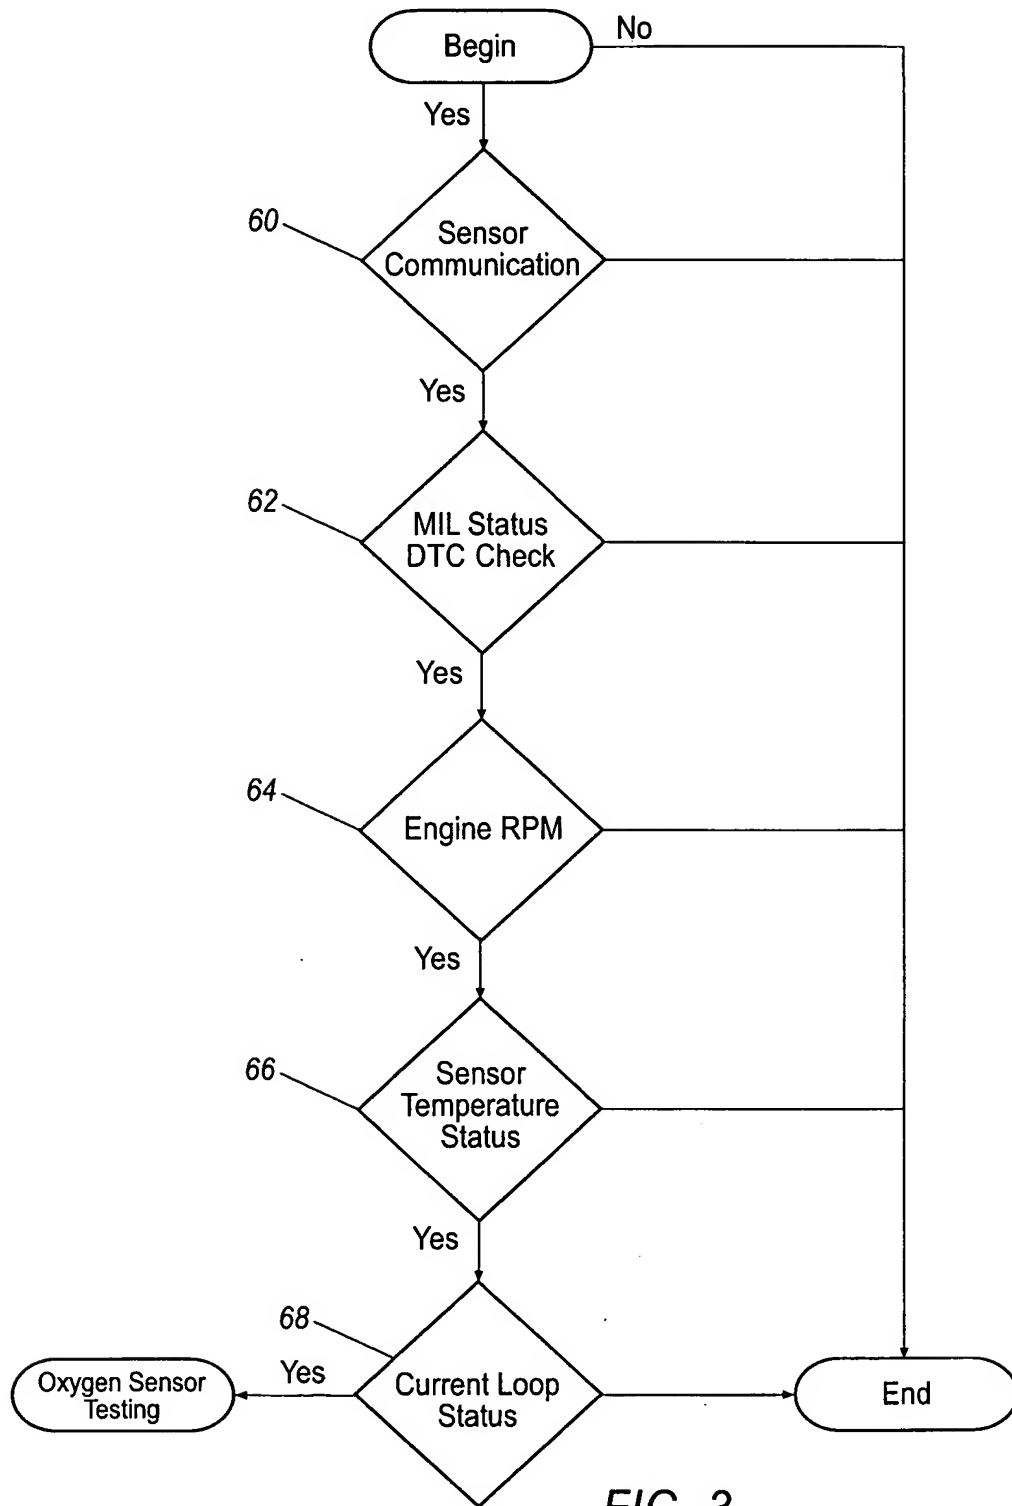 Begin
No
Yes
60
Sensor
Communication
Yes
62
MIL Status
DTC Check
Yes
64
Engine RPM
Yes
66
Sensor
Temperature
Status
Yes
68
Oxygen Sensor
Testing
Yes
Current Loop
Status
End
FIG. 3